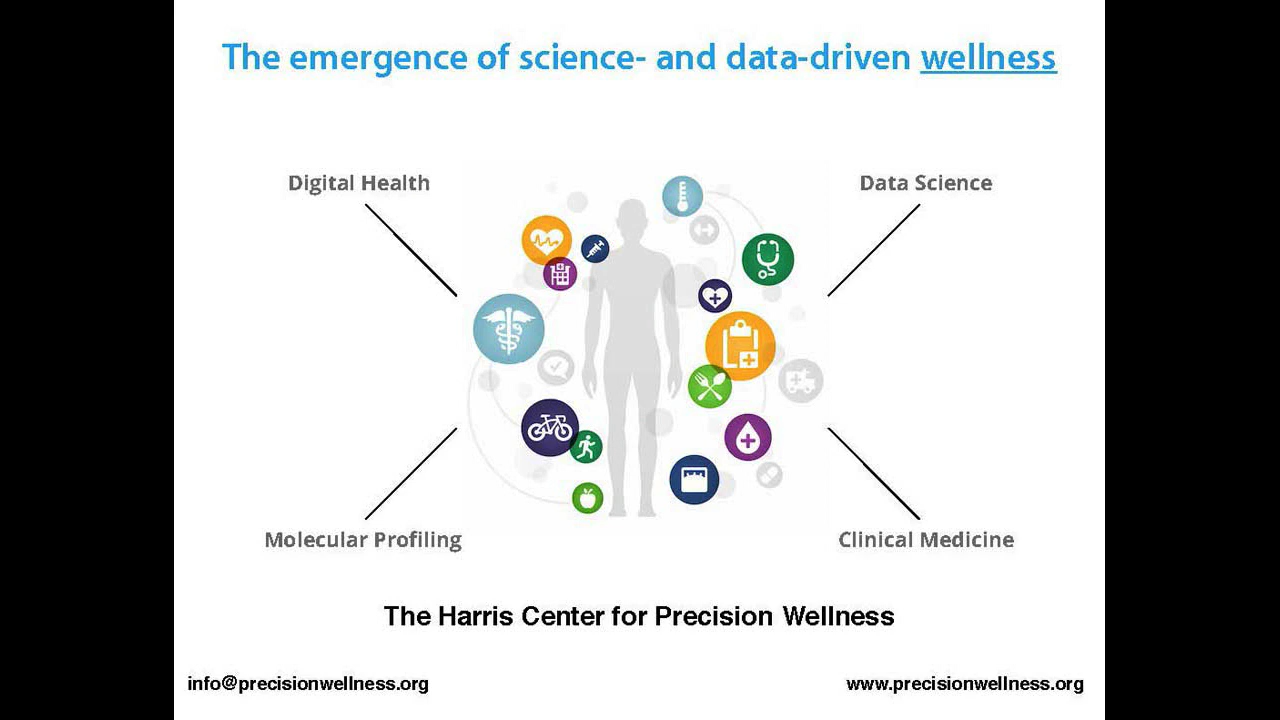 The emergence of science- and data-driven wellness
Digital Health
Data Science
Molecular Profiling
Clinical Medicine
The Harris Center for Precision Wellness
info@precisionwellness.org
www.precisionwellness.org